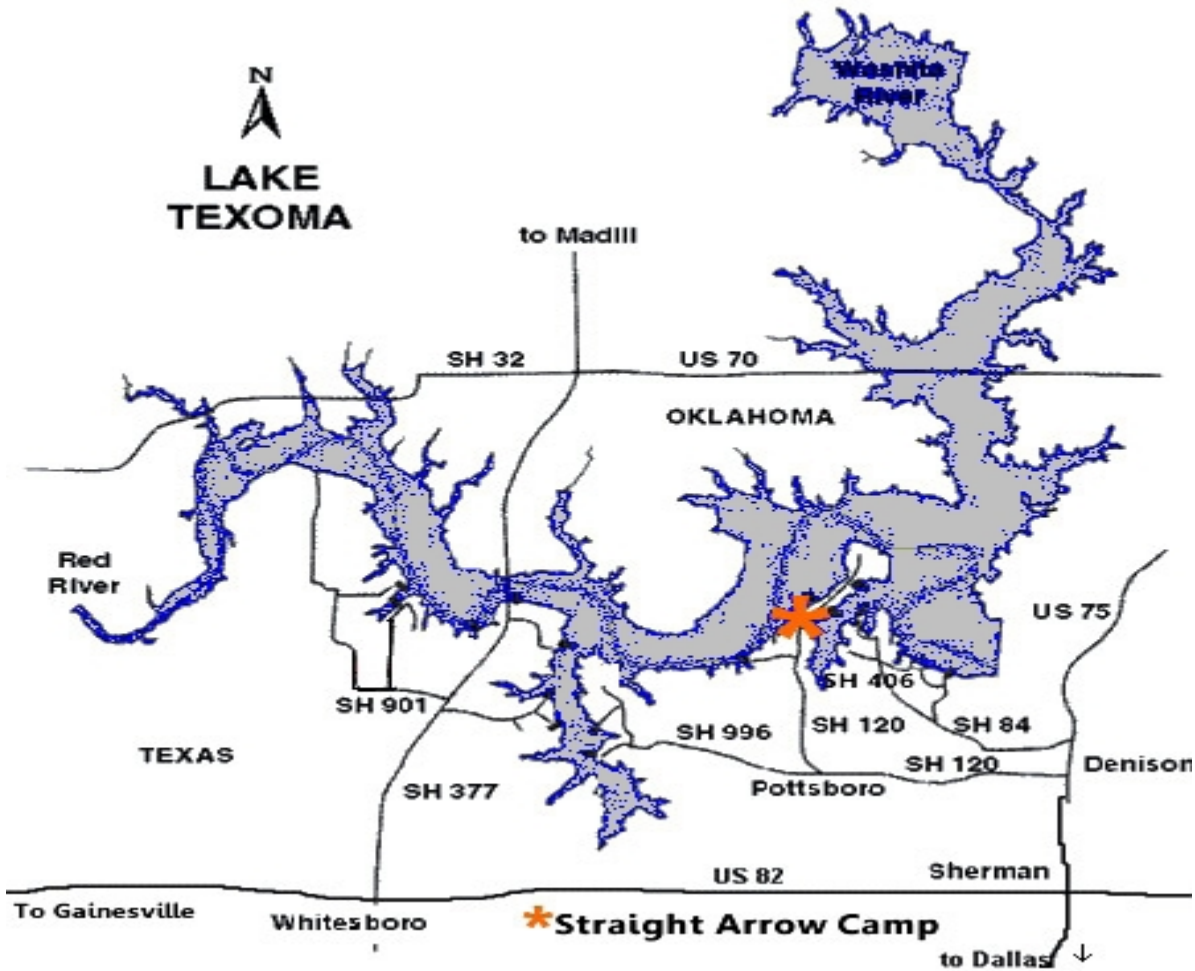 N
LAKE
TEXOMA
Washita
River
to Madill
SH 32
US 70
OKLAHOMA
Red
River
US 75
SH 406
SH 901
SH 120
SH 84
SH 996
TEXAS
SH 120
Denison
SH 377
Pottsboro
US 82
Sherman
To Gainesville
Whitesboro
*Straight Arrow Camp
to Dallas ↓